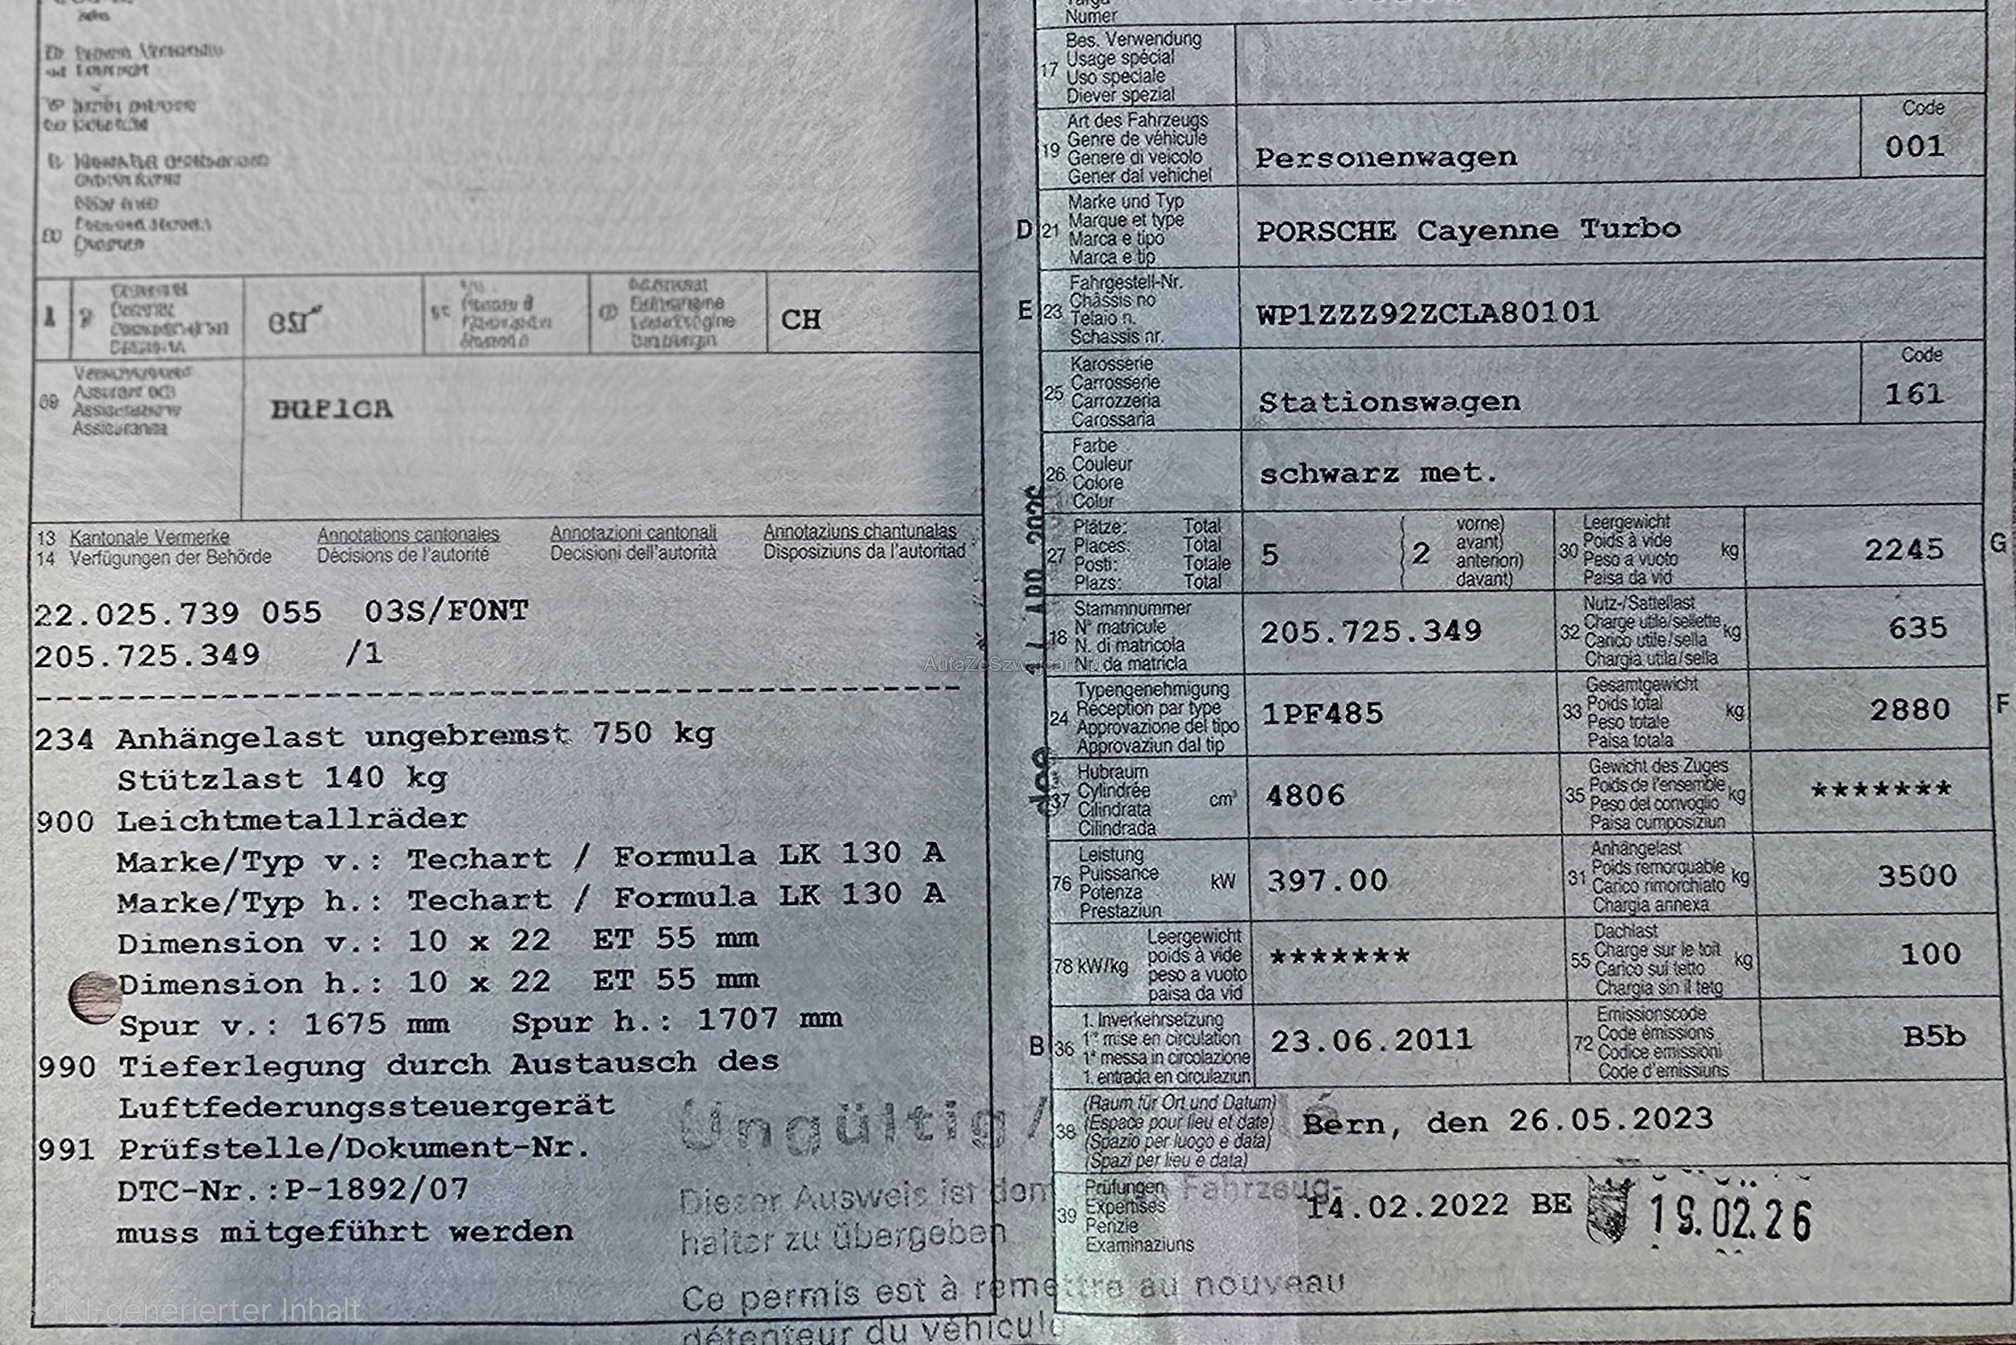 CH
13 Kantonale Vermerke Annotations cantonales Annotazioni cantonali Annotaziuns chantunalas
14 Verfügungen der Behörde Décisions de l'autorité Decisioni dell'autorità Disposiziuns da l'autoritad
22.025.739 055 03S/FONT
205.725.349 /1
234 Anhängelast ungebremst 750 kg
Stützlast 140 kg
900 Leichtmetallräder
Marke/Typ v.: Techart / Formula LK 130 A
Marke/Typ h.: Techart / Formula LK 130 A
Dimension v.: 10 x 22 ET 55 mm
Dimension h.: 10 x 22 ET 55 mm
Spur v.: 1675 mm Spur h.: 1707 mm
990 Tieferlegung durch Austausch des
Luftfederungssteuergerät
991 Prüfstelle/Dokument-Nr.
DTC-Nr.:P-1892/07
muss mitgeführt werden
Ungültig /
Dieser Ausweis ist dem Fahrzeug-
halter zu übergeben
Ce permis est à remettre au nouveau
détenteur du véhicule
KI-generierter Inhalt
Numer
17 Bes. Verwendung
Usage spécial
Uso speciale
Diever spezial
19 Art des Fahrzeugs
Genre de véhicule
Genere di veicolo
Gener dal vehichel
Personenwagen
Code
001
D 21 Marke und Typ
Marque et type
Marca e tipo
Marca e tip
PORSCHE Cayenne Turbo
E 23 Fahrgestell-Nr.
Châssis no
Telaio n.
Schassis nr.
WP1ZZZ92ZCLA80101
25 Karosserie
Carrosserie
Carrozzeria
Carossaria
Stationswagen
Code
161
26 Farbe
Couleur
Colore
Colur
schwarz met.
27 Plätze: Total
Places: Total
Posti: Totale
Plazs: Total
5
2
vorne)
avant)
anteriori)
davant)
30 Leergewicht
Poids à vide
Peso a vuoto
Paisa da vid
kg
2245
G
18 Stammnummer
N° matricule
N. di matricola
Nr. da matricla
205.725.349
32 Nutz-/Sattellast
Charge utile/sellette
Carico utile/sella
Chargia utila/sella
kg
635
24 Typengenehmigung
Réception par type
Approvazione del tipo
Approvaziun dal tip
1PF485
33 Gesamtgewicht
Poids total
Peso totale
Paisa totala
kg
2880
F
37 Hubraum
Cylindrée
Cilindrata
Cilindrada
cm³
4806
35 Gewicht des Zuges
Poids de l'ensemble
Peso del convoglio
Paisa cumposiziun
kg
*******
76 Leistung
Puissance
Potenza
Prestaziun
kW
397.00
31 Anhängelast
Poids remorquable
Carico rimorchiato
Chargia annexa
kg
3500
78 kW/kg
Leergewicht
poids à vide
peso a vuoto
paisa da vid
*******
55 Dachlast
Charge sur le toit
Carico sul tetto
Chargia sin il tetg
kg
100
B 36 1. Inverkehrsetzung
1re mise en circulation
1a messa in circolazione
1. entrada en circulaziun
23.06.2011
72 Emissionscode
Code émissions
Codice emissioni
Code d'emissiuns
B5b
38 (Raum für Ort und Datum)
(Espace pour lieu et date)
(Spazio per luogo e data)
(Spazi per lieu e data)
Bern, den 26.05.2023
39 Prüfungen
Expertises
Perizie
Examinaziuns
14.02.2022 BE
19.02.26